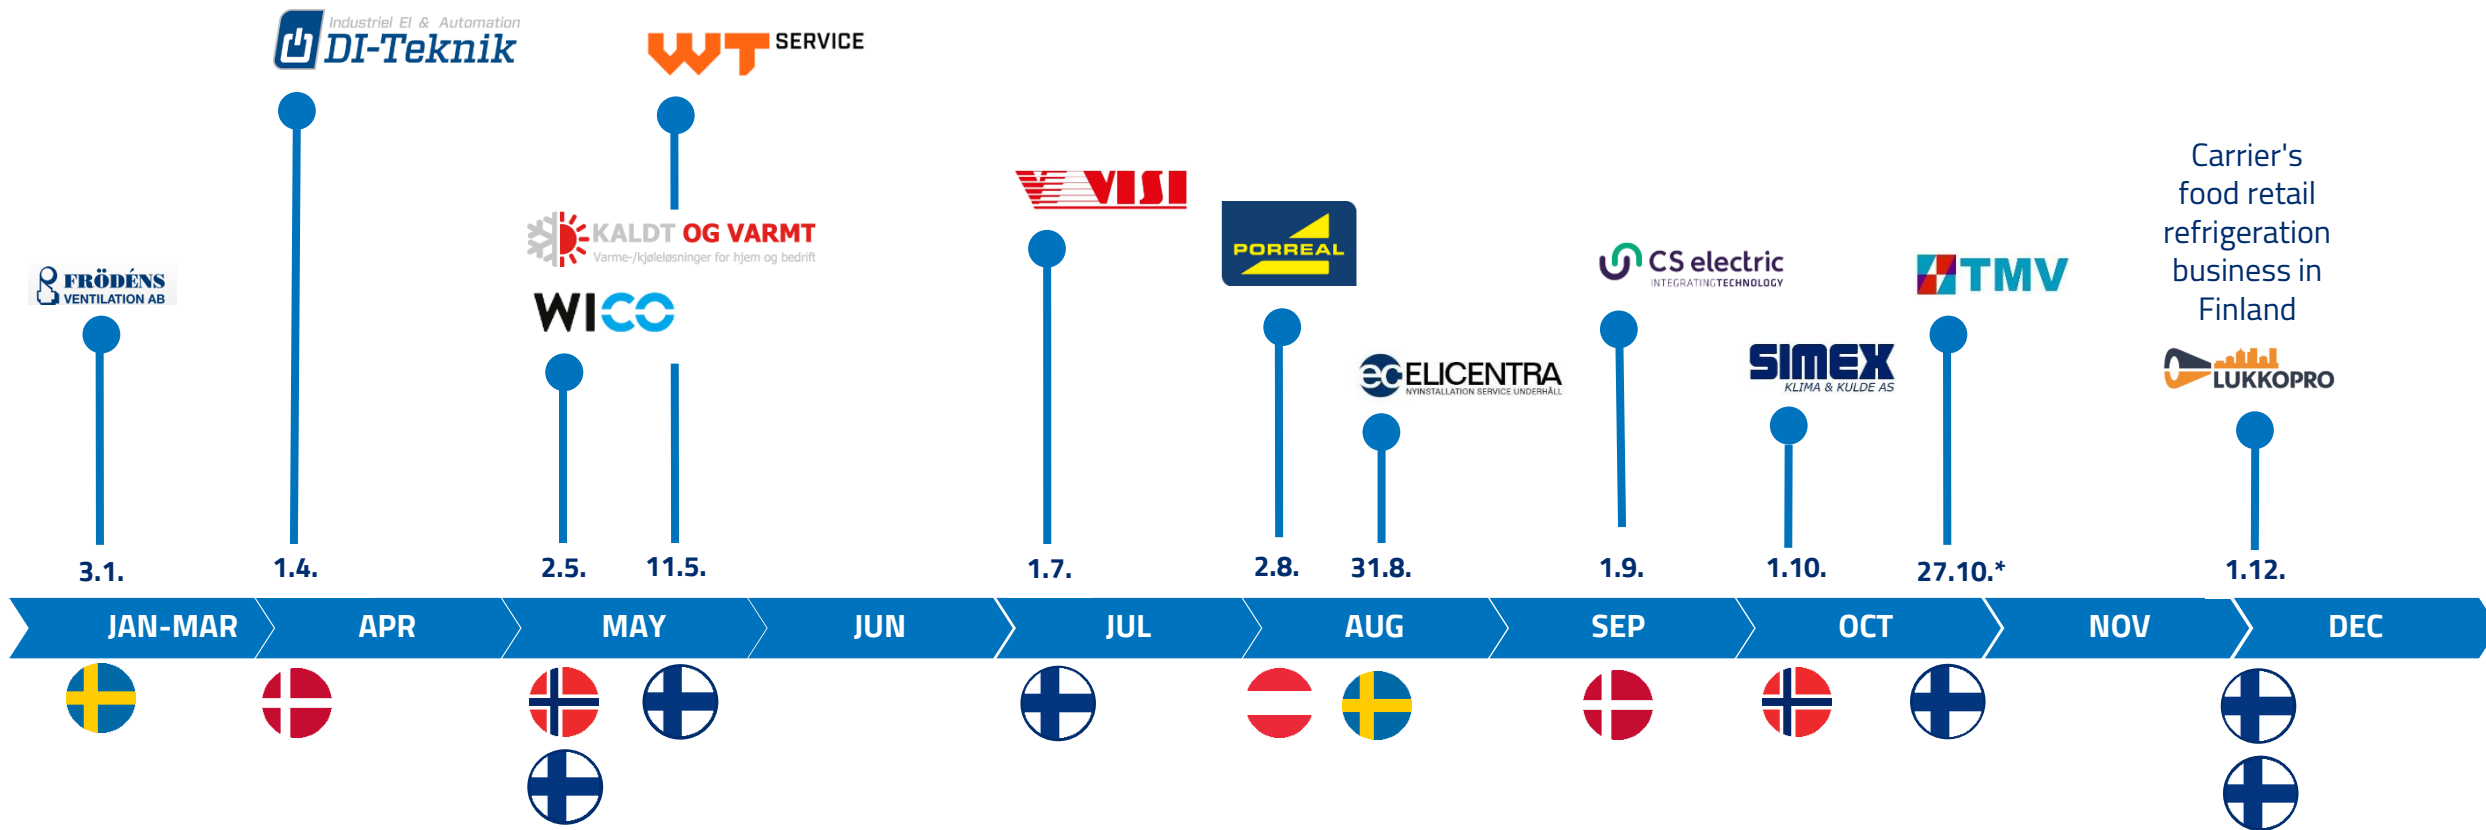 Industriel El & Automation
DI-Teknik
WT SERVICE
KALDT OG VARMT
Varme-/kjøleløsninger for hjem og bedrift
WICO
FRÖDÉNS
VENTILATION AB
VISI
PORREAL
ec ELICENTRA
NYINSTALLATION SERVICE UNDERHÅLL
CS electric
INTEGRATINGTECHNOLOGY
SIMEX
KLIMA & KULDE AS
TMV
Carrier's
food retail
refrigeration
business in
Finland
LUKKOPRO
3.1.
1.4.
2.5.
11.5.
1.7.
2.8.
31.8.
1.9.
1.10.
27.10.*
1.12.
JAN-MAR
APR
MAY
JUN
JUL
AUG
SEP
OCT
NOV
DEC